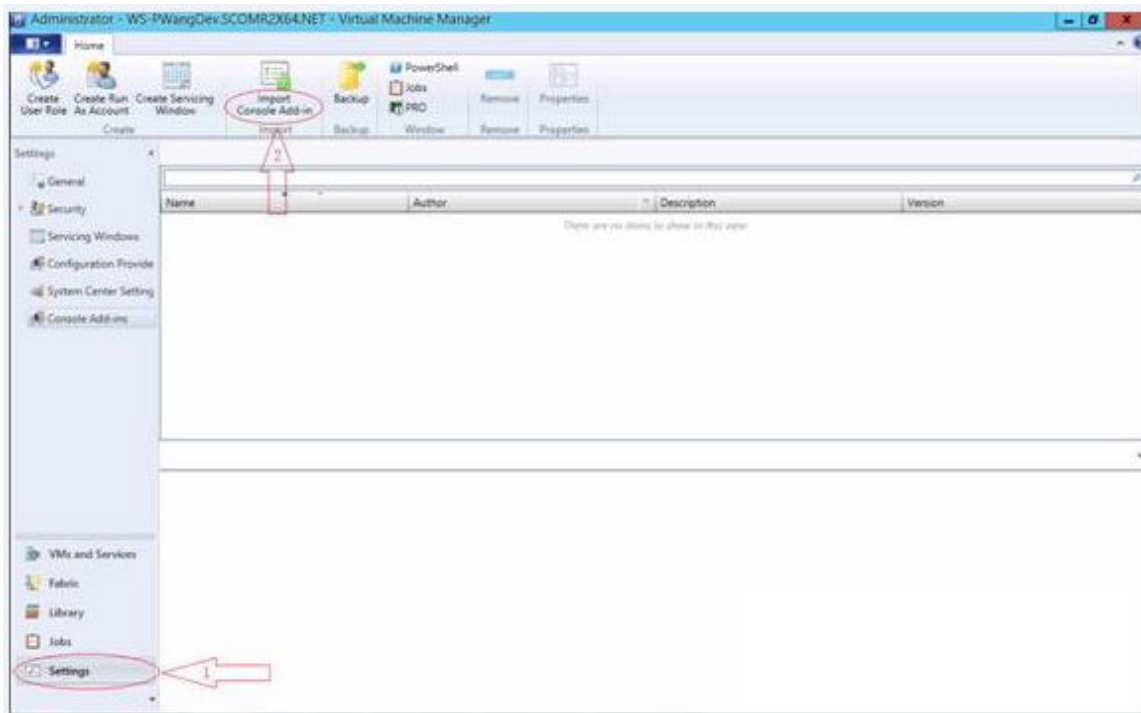 Administrator - WS-PWangDev.SCOMR2X64.NET - Virtual Machine Manager
Home
Create User Role
Create Run As Account
Create Servicing Window
Import Console Add-in
Backup
PowerShell
Jobs
PRO
Remove
Properties
Create
Import
Backup
Window
Remove
Properties
2
Settings
General
Security
Servicing Windows
Configuration Provide
System Center Setting
Console Add-ins
Name
Author
Description
Version
There are no items to show in this view
VMs and Services
Fabric
Library
Jobs
Settings
1